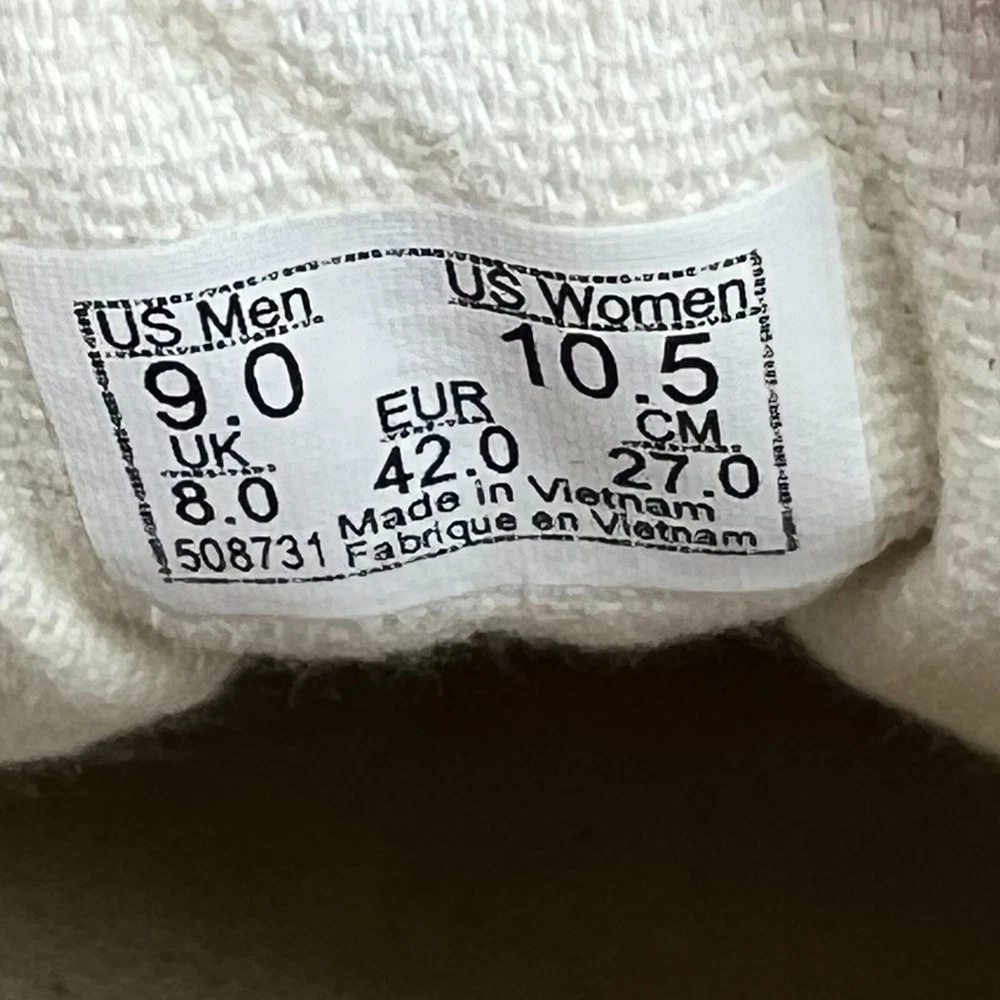 US Men US Women
9.0 10.5
UK EUR CM
8.0 42.0 27.0
508731 Made in Vietnam
Fabrique en Vietnam